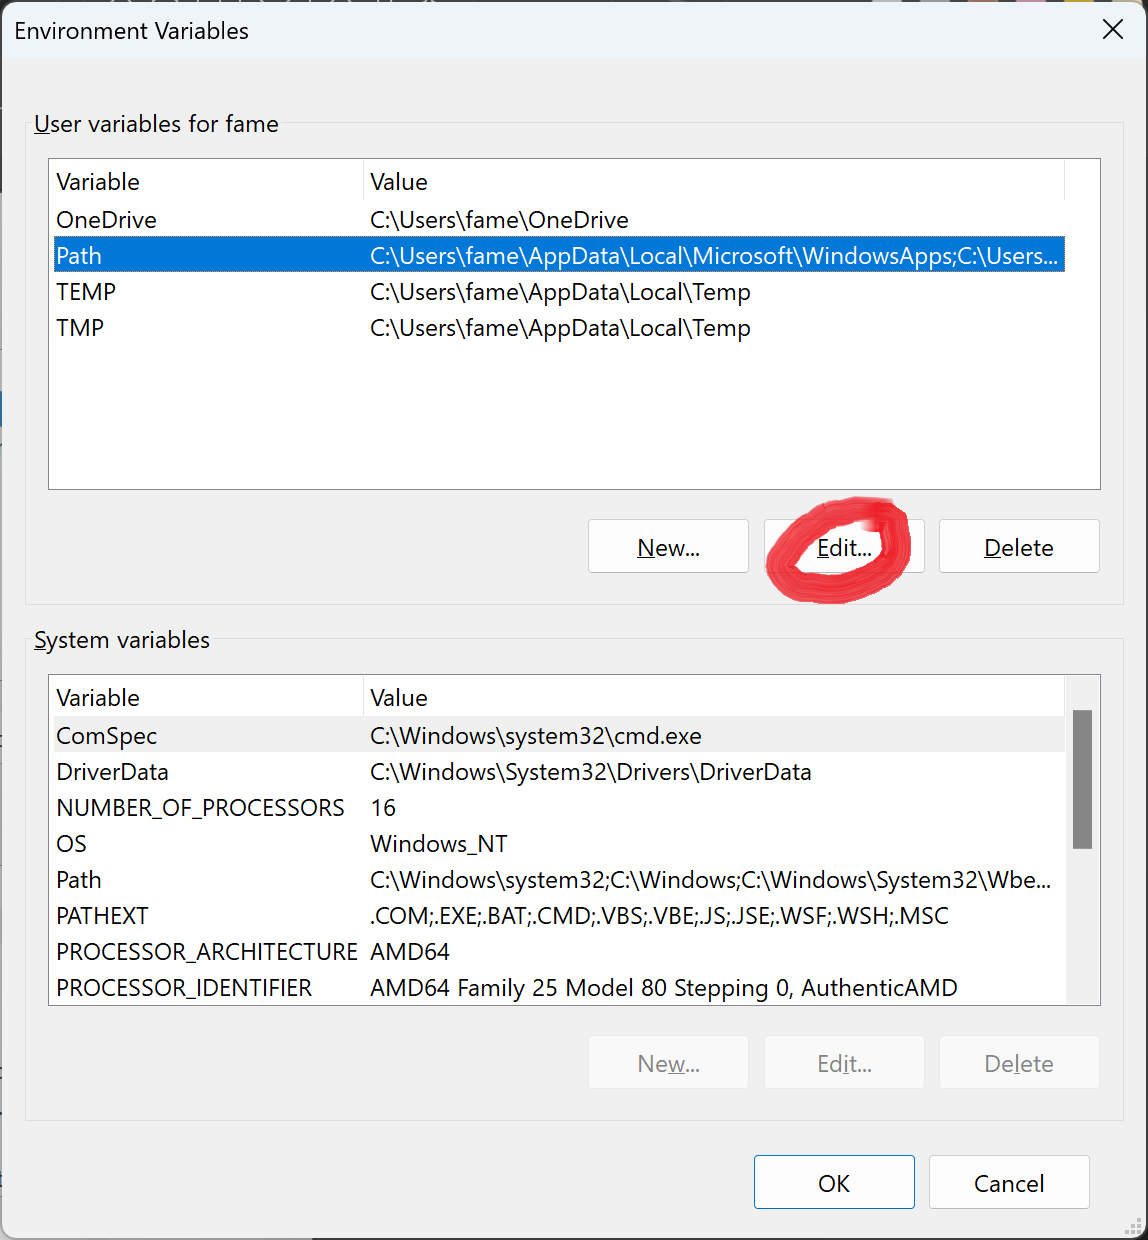 Environment Variables
User variables for fame
Variable Value
OneDrive C:\Users\fame\OneDrive
Path C:\Users\fame\AppData\Local\Microsoft\WindowsApps;C:\Users...
TEMP C:\Users\fame\AppData\Local\Temp
TMP C:\Users\fame\AppData\Local\Temp
New... Edit... Delete
System variables
Variable Value
ComSpec C:\Windows\system32\cmd.exe
DriverData C:\Windows\System32\Drivers\DriverData
NUMBER_OF_PROCESSORS 16
OS Windows_NT
Path C:\Windows\system32;C:\Windows;C:\Windows\System32\Wbe...
PATHEXT .COM;.EXE;.BAT;.CMD;.VBS;.VBE;.JS;.JSE;.WSF;.WSH;.MSC
PROCESSOR_ARCHITECTURE AMD64
PROCESSOR_IDENTIFIER AMD64 Family 25 Model 80 Stepping 0, AuthenticAMD
New... Edit... Delete
OK Cancel